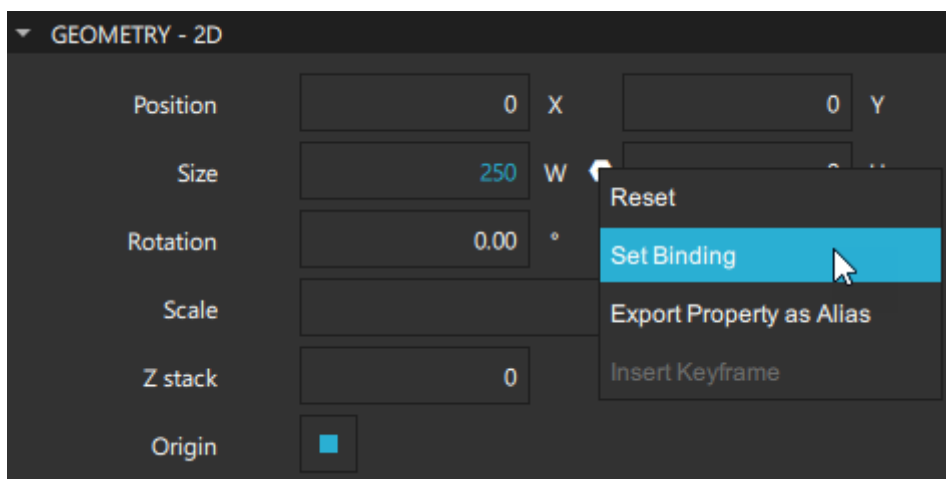 GEOMETRY - 2D
Position 0 X 0 Y
Size 250 W
Reset
Rotation 0.00 °
Set Binding
Scale
Export Property as Alias
Z stack 0
Insert Keyframe
Origin